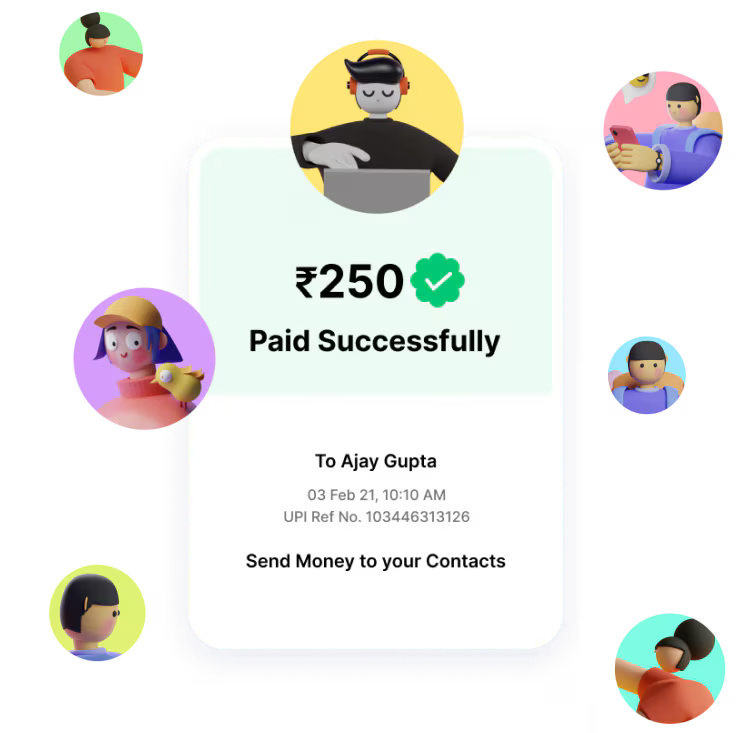 ₹250
Paid Successfully
To Ajay Gupta
03 Feb 21, 10:10 AM
UPI Ref No. 103446313126
Send Money to your Contacts